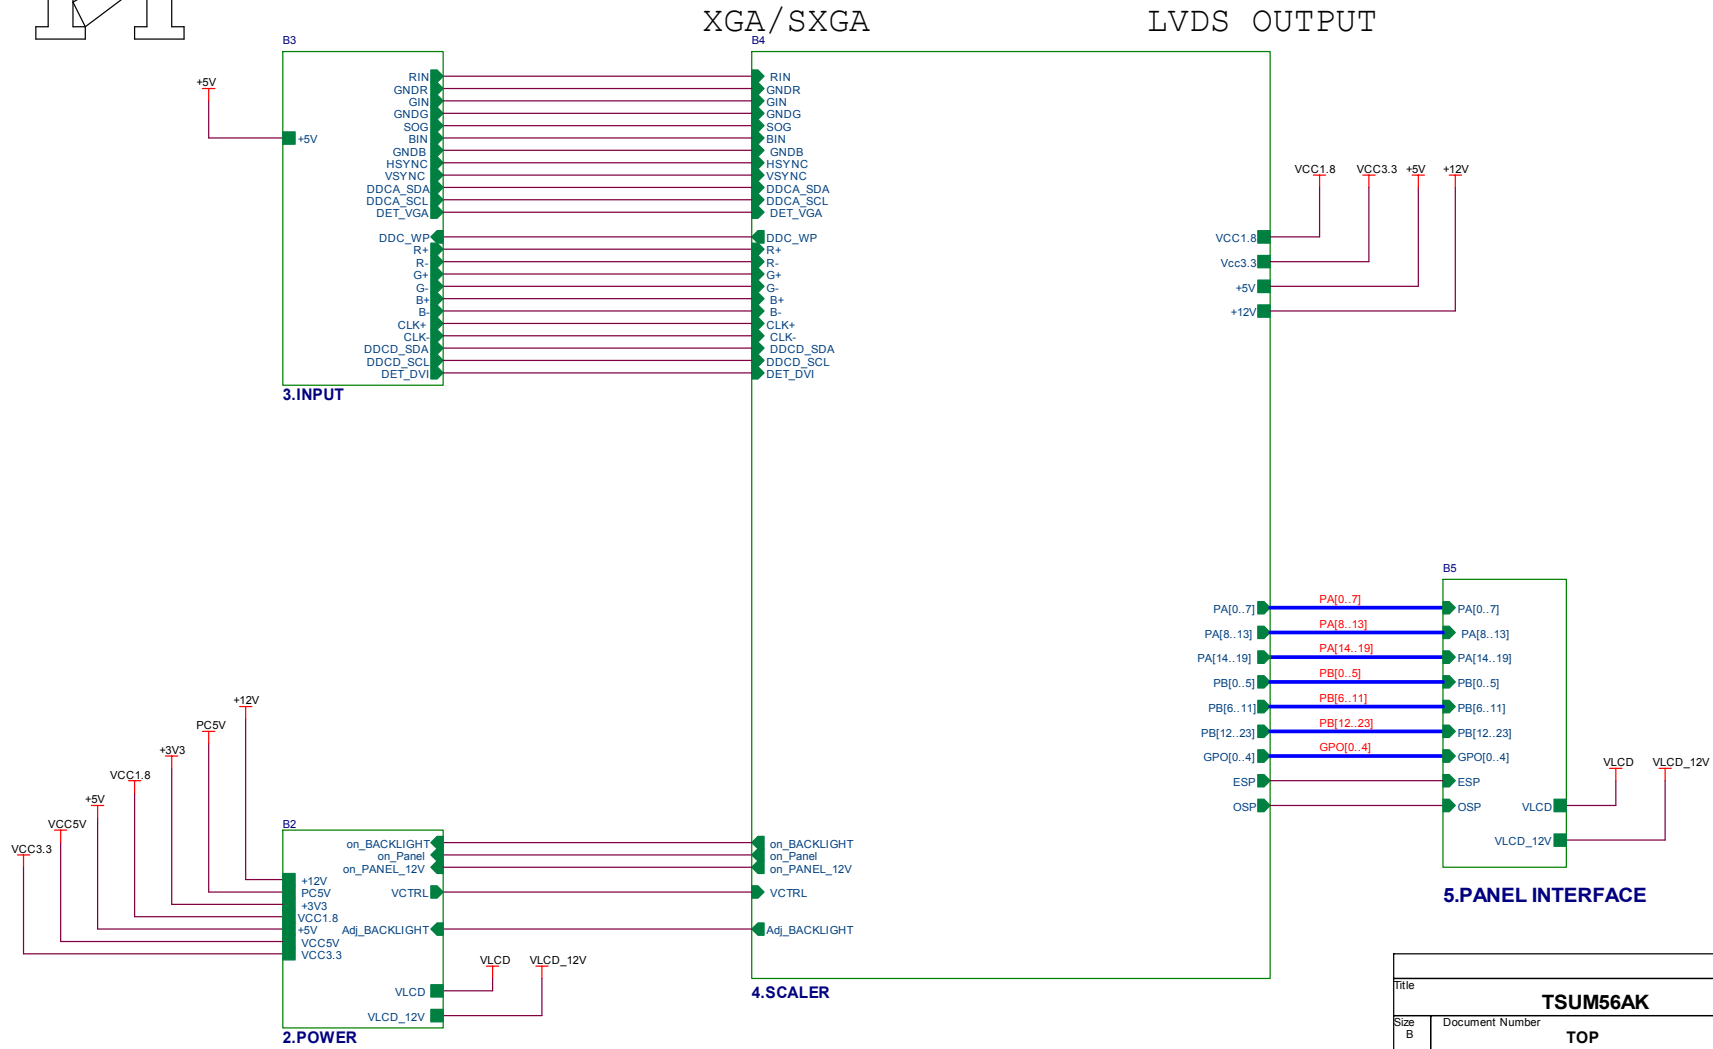 XGA/SXGA
LVDS OUTPUT
B3
+5V
+5V
RIN
GNDR
GIN
GNDG
SOG
BIN
GNDB
HSYNC
VSYNC
DDCA_SDA
DDCA_SCL
DET_VGA
DDC_WP
R+
R-
G+
G-
B+
B-
CLK+
CLK-
DDCD_SDA
DDCD_SCL
DET_DVI
3.INPUT
B4
RIN
GNDR
GIN
GNDG
SOG
BIN
GNDB
HSYNC
VSYNC
DDCA_SDA
DDCA_SCL
DET_VGA
DDC_WP
R+
R-
G+
G-
B+
B-
CLK+
CLK-
DDCD_SDA
DDCD_SCL
DET_DVI
VCC1.8 VCC3.3 +5V +12V
VCC1.8
Vcc3.3
+5V
+12V
PA[0..7]
PA[8..13]
PA[14..19]
PB[0..5]
PB[6..11]
PB[12..23]
GPO[0..4]
ESP
OSP
PA[0..7]
PA[8..13]
PA[14..19]
PB[0..5]
PB[6..11]
PB[12..23]
GPO[0..4]
B5
PA[0..7]
PA[8..13]
PA[14..19]
PB[0..5]
PB[6..11]
PB[12..23]
GPO[0..4]
ESP
OSP
VLCD
VLCD_12V
VLCD VLCD_12V
5.PANEL INTERFACE
+12V
PC5V
+3V3
VCC1.8
+5V
VCC5V
VCC3.3
B2
+12V
PC5V
+3V3
VCC1.8
+5V
VCC5V
VCC3.3
on_BACKLIGHT
on_Panel
on_PANEL_12V
VCTRL
Adj_BACKLIGHT
VLCD
VLCD_12V
VLCD VLCD_12V
2.POWER
on_BACKLIGHT
on_Panel
on_PANEL_12V
VCTRL
Adj_BACKLIGHT
4.SCALER
Title
TSUM56AK
Size
B
Document Number
TOP